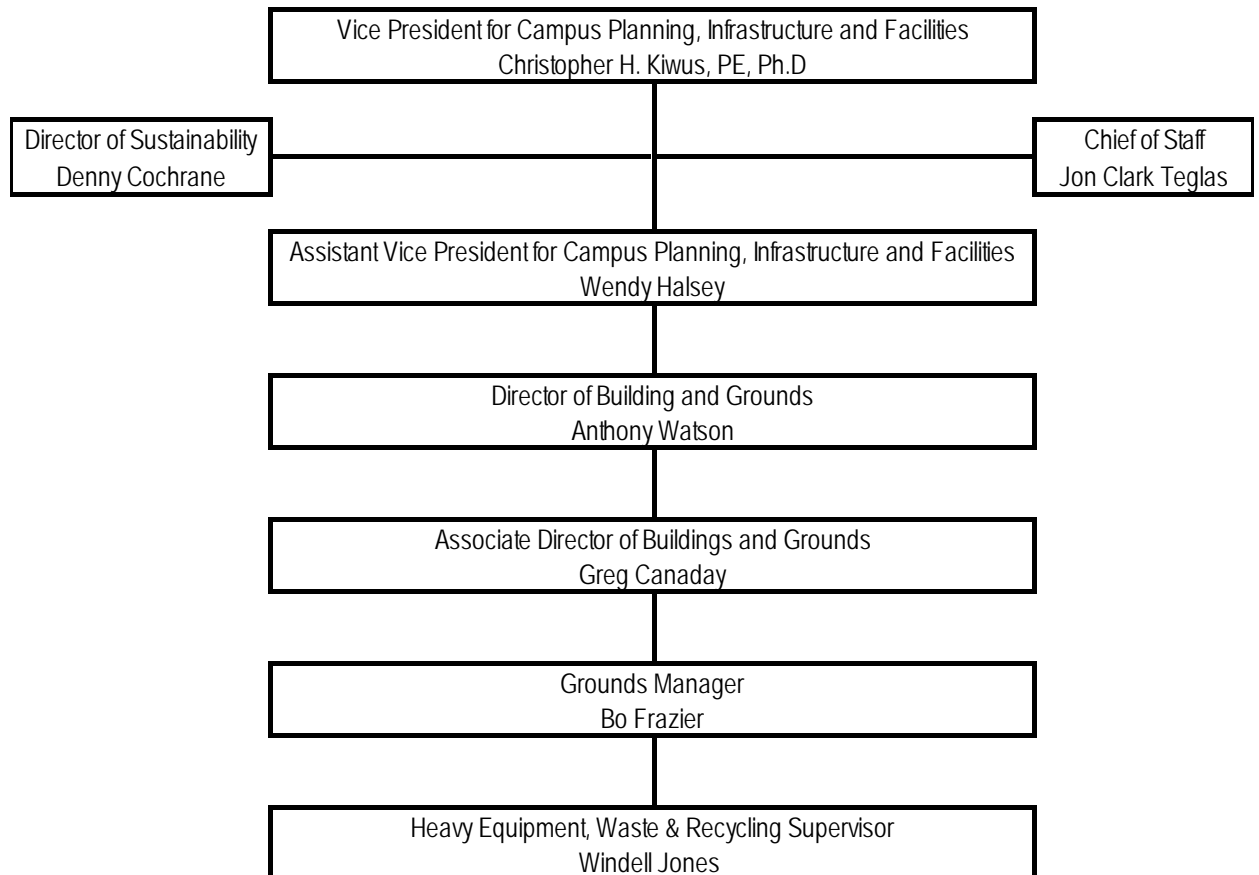 Vice President for Campus Planning, Infrastructure and Facilities
Christopher H. Kiwus, PE, Ph.D
Director of Sustainability
Denny Cochrane
Chief of Staff
Jon Clark Teglas
Assistant Vice President for Campus Planning, Infrastructure and Facilities
Wendy Halsey
Director of Building and Grounds
Anthony Watson
Associate Director of Buildings and Grounds
Greg Canaday
Grounds Manager
Bo Frazier
Heavy Equipment, Waste & Recycling Supervisor
Windell Jones